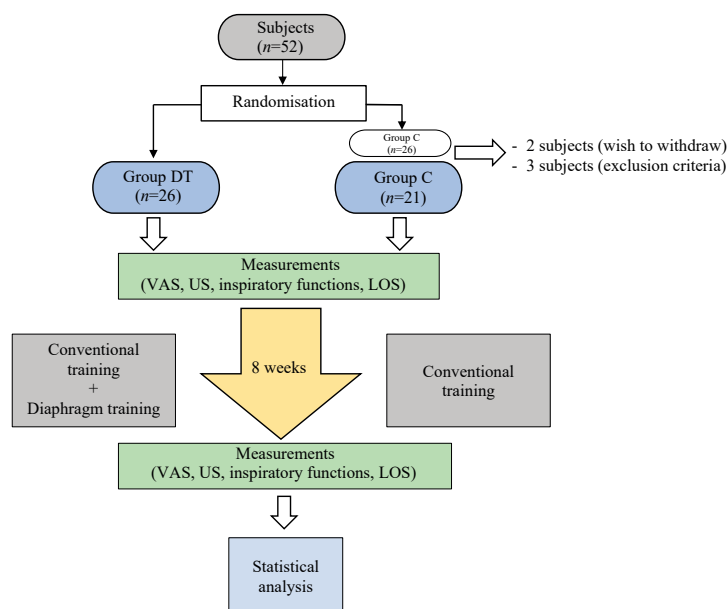 Subjects
(n=52)
Randomisation
Group C
(n=26)
- 2 subjects (wish to withdraw)
- 3 subjects (exclusion criteria)
Group DT
(n=26)
Group C
(n=21)
Measurements
(VAS, US, inspiratory functions, LOS)
Conventional
training
+
Diaphragm training
8 weeks
Conventional
training
Measurements
(VAS, US, inspiratory functions, LOS)
Statistical
analysis